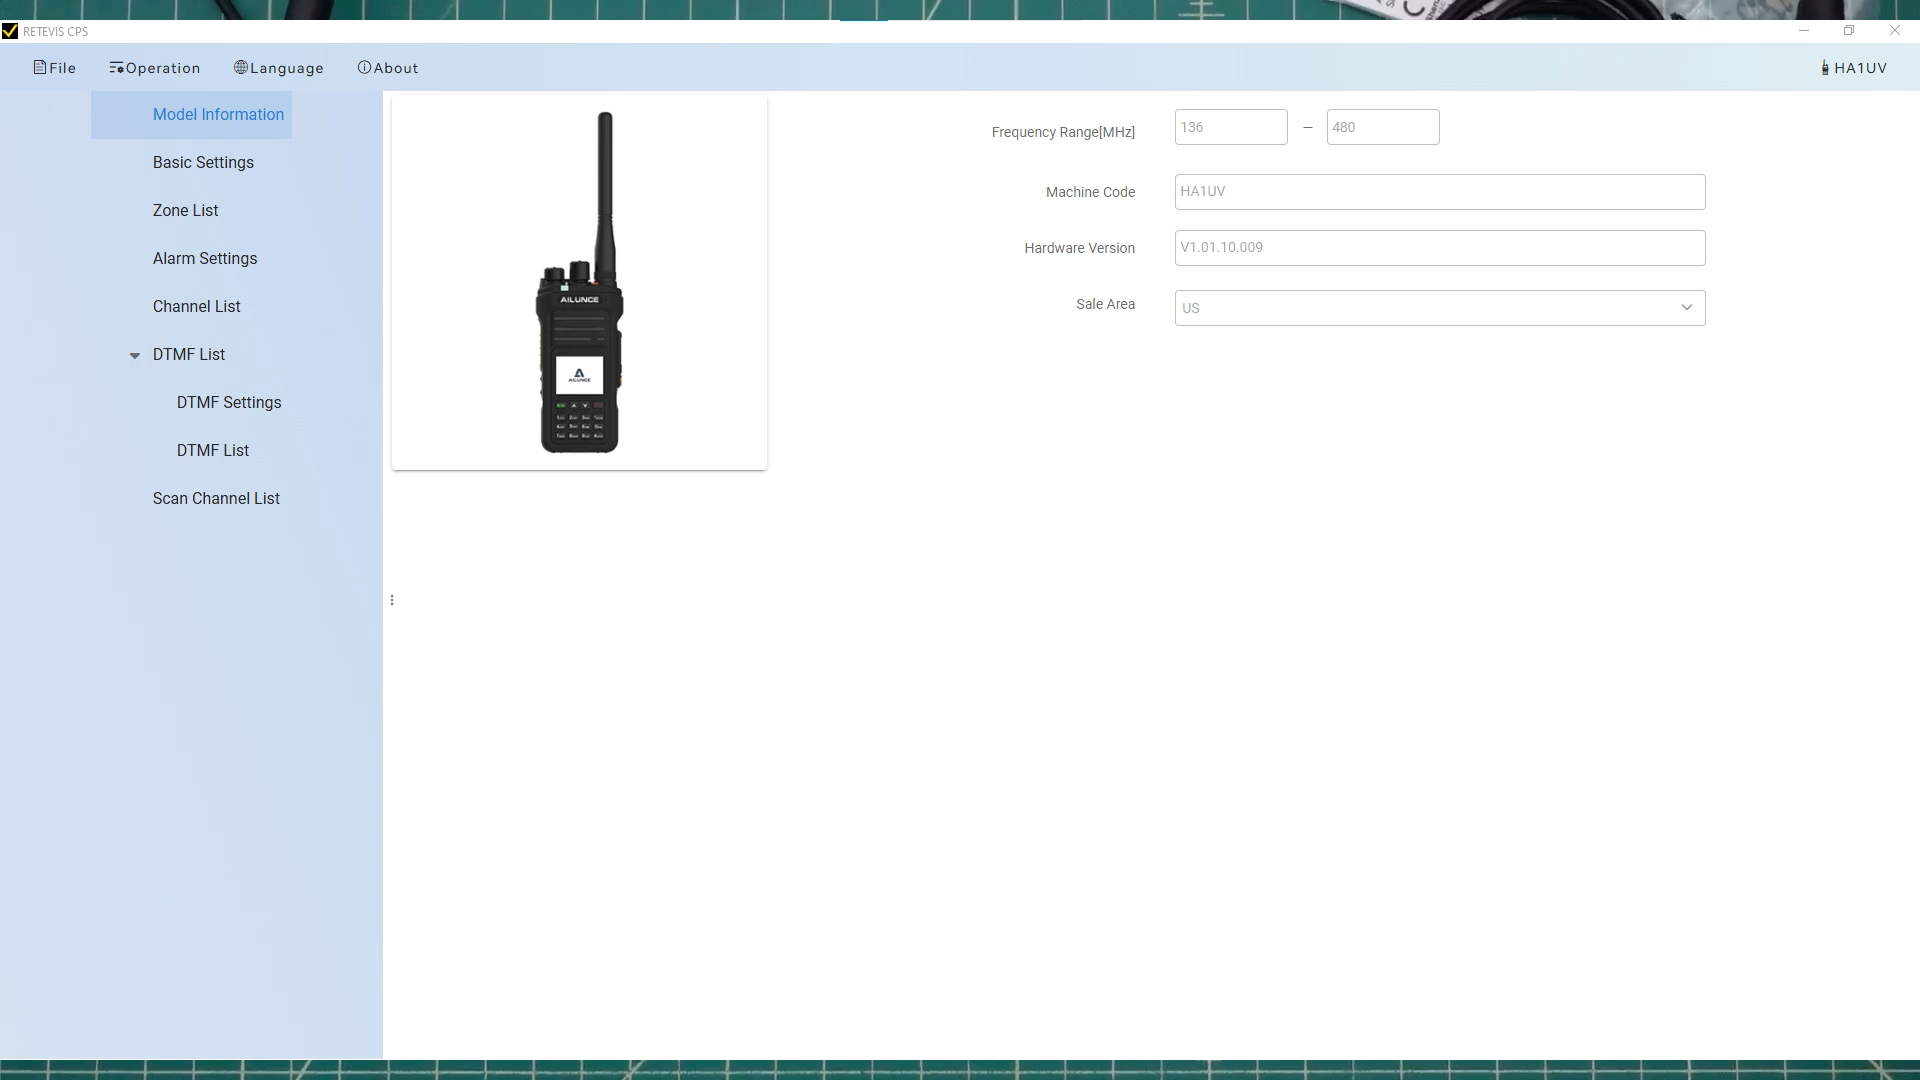 RETEVIS CPS
File Operation Language About HA1UV
Model Information
Basic Settings
Zone List
Alarm Settings
Channel List
DTMF List
DTMF Settings
DTMF List
Scan Channel List
AILUNCE
AILUNCE
Frequency Range[MHz] 136 — 480
Machine Code HA1UV
Hardware Version V1.01.10.009
Sale Area US